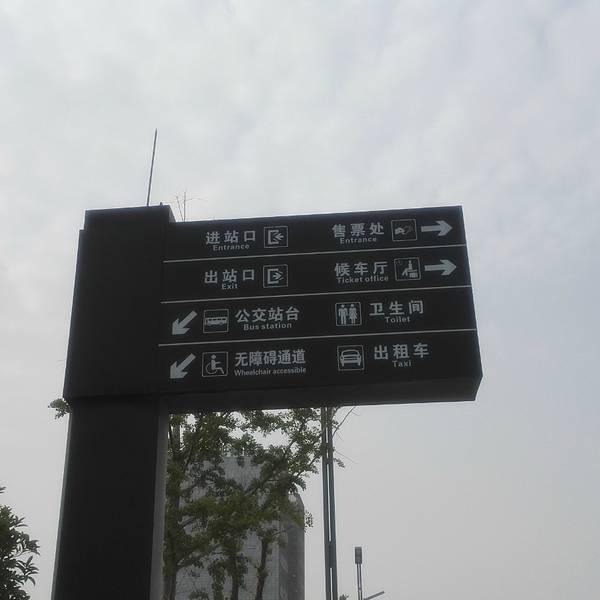 进站口
Entrance
售票处
Entrance
出站口
Exit
候车厅
Ticket office
公交站台
Bus station
卫生间
Toilet
无障碍通道
Wheelchair accessible
出租车
Taxi